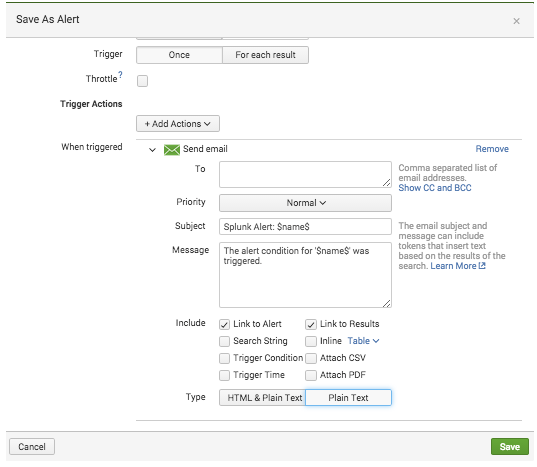 Save As Alert
×
Trigger Once For each result
Throttle ?
Trigger Actions
+ Add Actions
When triggered Send email Remove
To Comma separated list of
email addresses.
Show CC and BCC
Priority Normal
Subject Splunk Alert: $name$ The email subject and
message can include
tokens that insert text
based on the results of the
search. Learn More
Message The alert condition for '$name$' was
triggered.
Include Link to Alert Link to Results
Search String Inline Table
Trigger Condition Attach CSV
Trigger Time Attach PDF
Type HTML & Plain Text Plain Text
Cancel Save